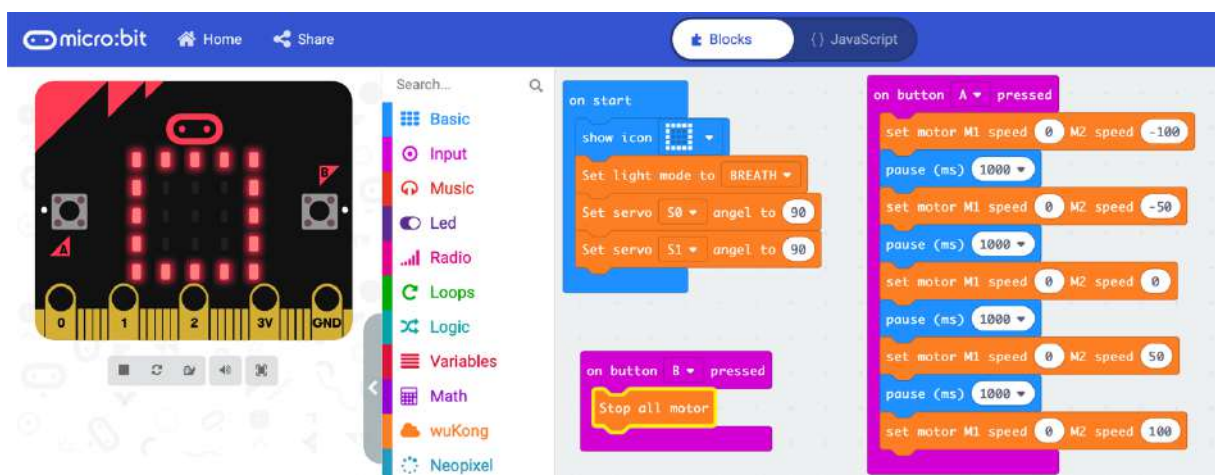 micro:bit Home Share Blocks {} JavaScript
B
A
0 1 2 3V GND
Search...
Basic
Input
Music
Led
Radio
Loops
Logic
Variables
Math
wuKong
Neopixel
on start
show icon
Set light mode to BREATH
Set servo S0 angel to 90
Set servo S1 angel to 90
on button B pressed
Stop all motor
on button A pressed
set motor M1 speed 0 M2 speed -100
pause (ms) 1000
set motor M1 speed 0 M2 speed -50
pause (ms) 1000
set motor M1 speed 0 M2 speed 0
pause (ms) 1000
set motor M1 speed 0 M2 speed 50
pause (ms) 1000
set motor M1 speed 0 M2 speed 100